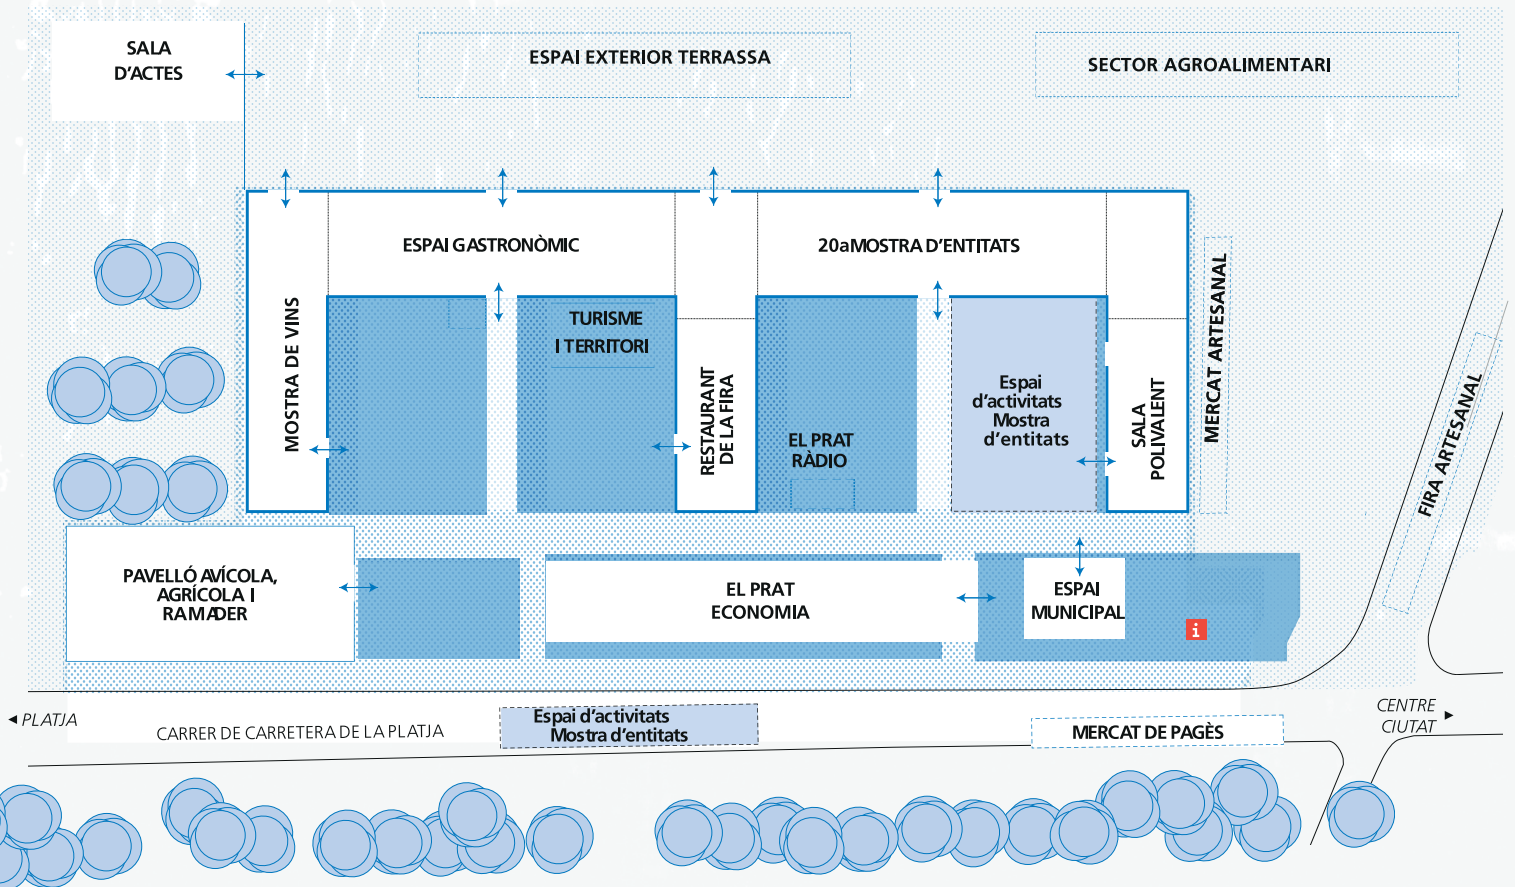 SALA
D'ACTES
ESPAI EXTERIOR TERRASSA
SECTOR AGROALIMENTARI
ESPAI GASTRONÒMIC
20a MOSTRA D'ENTITATS
MOSTRA DE VINS
TURISME
I TERRITORI
RESTAURANT
DE LA FIRA
EL PRAT
RÀDIO
Espai
d'activitats
Mostra
d'entitats
SALA
POLIVALENT
MERCAT ARTESANAL
FIRA ARTESANAL
PAVELLÓ AVÍCOLA,
AGRÍCOLA I
RAMADER
EL PRAT
ECONOMIA
ESPAI
MUNICIPAL
i
PLATJA
CARRER DE CARRETERA DE LA PLATJA
Espai d'activitats
Mostra d'entitats
MERCAT DE PAGÈS
CENTRE
CIUTAT